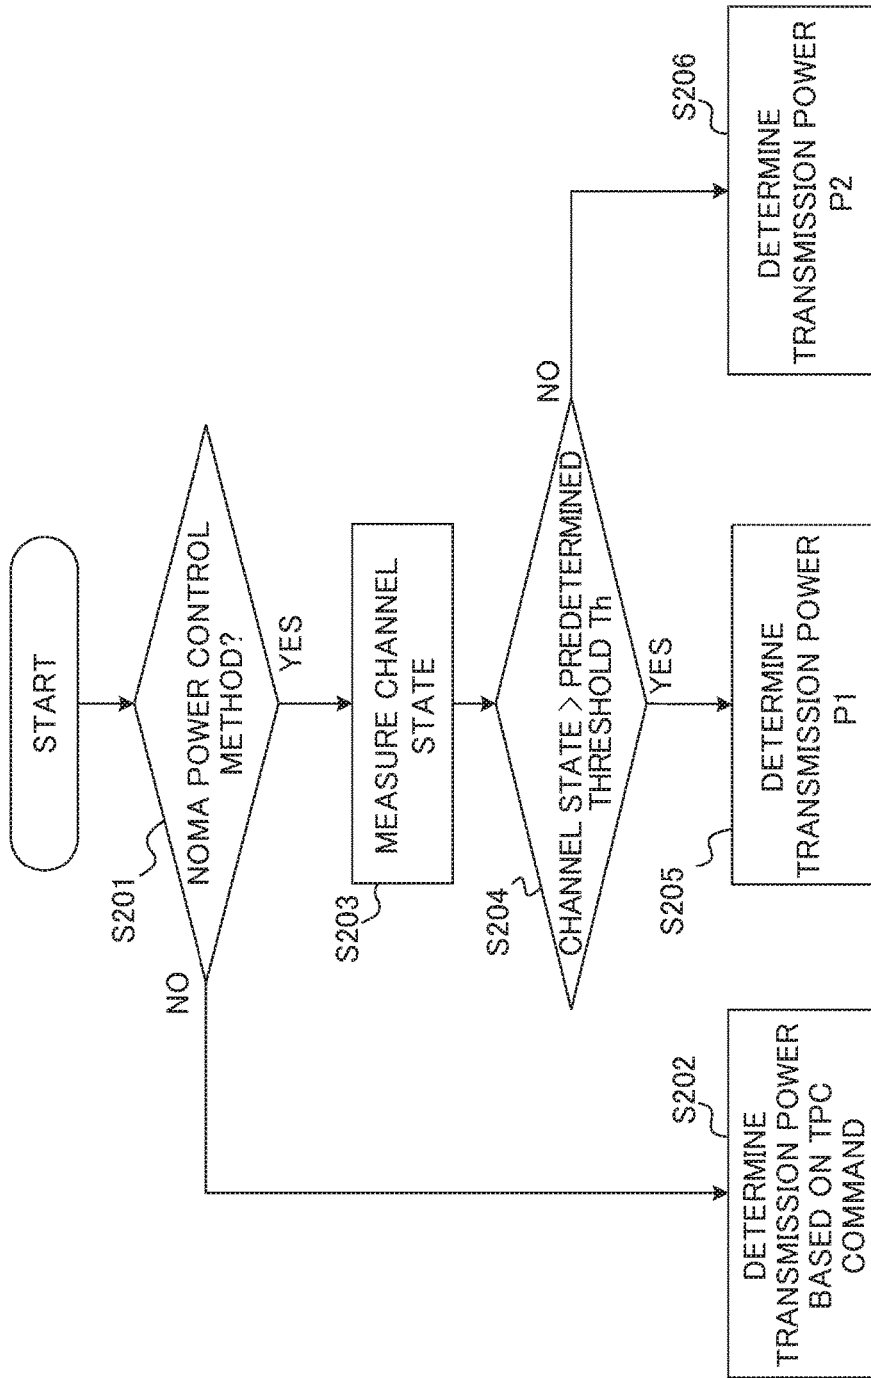 START
S201
NOMA POWER CONTROL
METHOD?
NO
YES
S203
MEASURE CHANNEL
STATE
S204
CHANNEL STATE > PREDETERMINED
THRESHOLD Th
NO
YES
S202
DETERMINE
TRANSMISSION POWER
BASED ON TPC
COMMAND
S205
DETERMINE
TRANSMISSION POWER
P1
S206
DETERMINE
TRANSMISSION POWER
P2